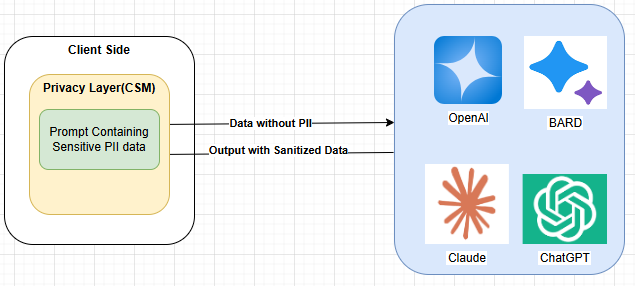 Client Side
Privacy Layer(CSM)
Prompt Containing
Sensitive PII data
Data without PII
Output with Sanitized Data
OpenAI
BARD
Claude
ChatGPT